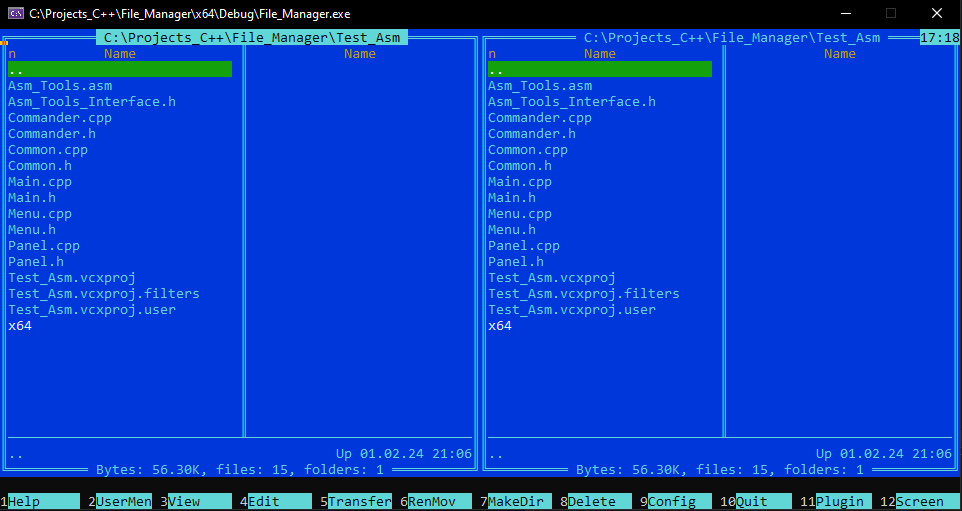 C:\Projects_C++\File_Manager\x64\Debug\File_Manager.exe
C:\Projects_C++\File_Manager\Test_Asm C:\Projects_C++\File_Manager\Test_Asm 17:18
n Name Name n Name Name
.. ..
Asm_Tools.asm Asm_Tools.asm
Asm_Tools_Interface.h Asm_Tools_Interface.h
Commander.cpp Commander.cpp
Commander.h Commander.h
Common.cpp Common.cpp
Common.h Common.h
Main.cpp Main.cpp
Main.h Main.h
Menu.cpp Menu.cpp
Menu.h Menu.h
Panel.cpp Panel.cpp
Panel.h Panel.h
Test_Asm.vcxproj Test_Asm.vcxproj
Test_Asm.vcxproj.filters Test_Asm.vcxproj.filters
Test_Asm.vcxproj.user Test_Asm.vcxproj.user
x64 x64
.. Up 01.02.24 21:06 .. Up 01.02.24 21:06
Bytes: 56.30K, files: 15, folders: 1 Bytes: 56.30K, files: 15, folders: 1
1Help 2UserMen 3View 4Edit 5Transfer 6RenMov 7MakeDir 8Delete 9Config 10Quit 11Plugin 12Screen